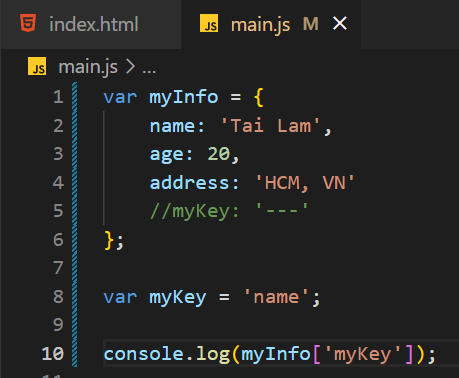 index.html main.js M
JS main.js > ...
1 var myInfo = {
2 name: 'Tai Lam',
3 age: 20,
4 address: 'HCM, VN'
5 //myKey: '---'
6 };
7
8 var myKey = 'name';
9
10 console.log(myInfo['myKey']);